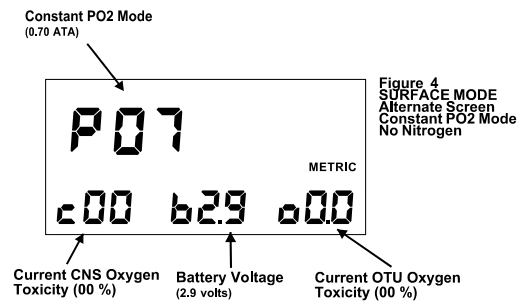 Constant PO2 Mode
(0.70 ATA)
Figure 4
SURFACE MODE
Alternate Screen
Constant PO2 Mode
No Nitrogen
P07
METRIC
c00 b2.9 o0.0
Current CNS Oxygen
Toxicity (00 %)
Battery Voltage
(2.9 volts)
Current OTU Oxygen
Toxicity (00 %)